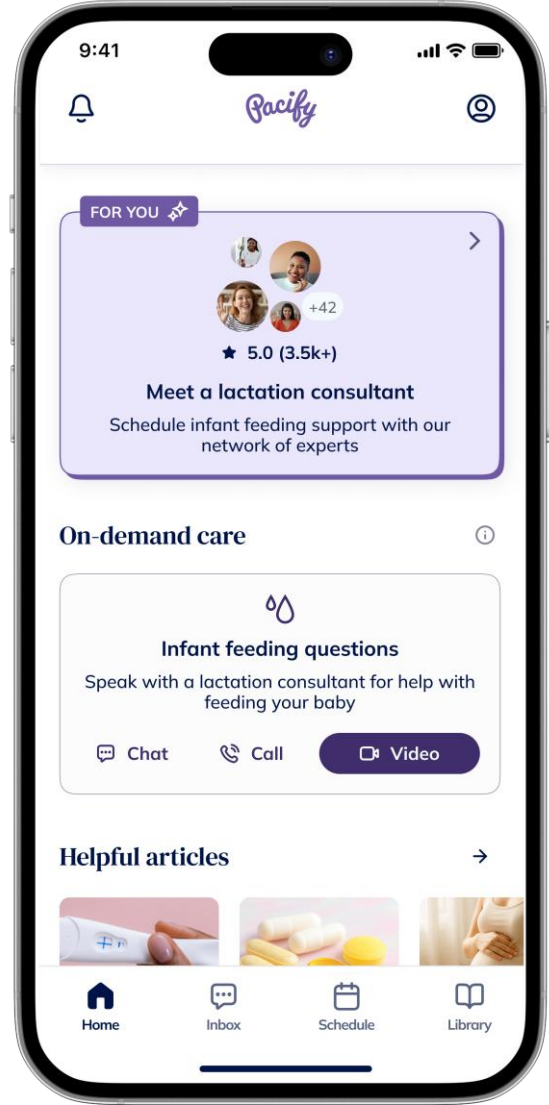 9:41
Pacify
FOR YOU
+42
5.0 (3.5k+)
Meet a lactation consultant
Schedule infant feeding support with our
network of experts
On-demand care
Infant feeding questions
Speak with a lactation consultant for help with
feeding your baby
Chat Call Video
Helpful articles
Home Inbox Schedule Library